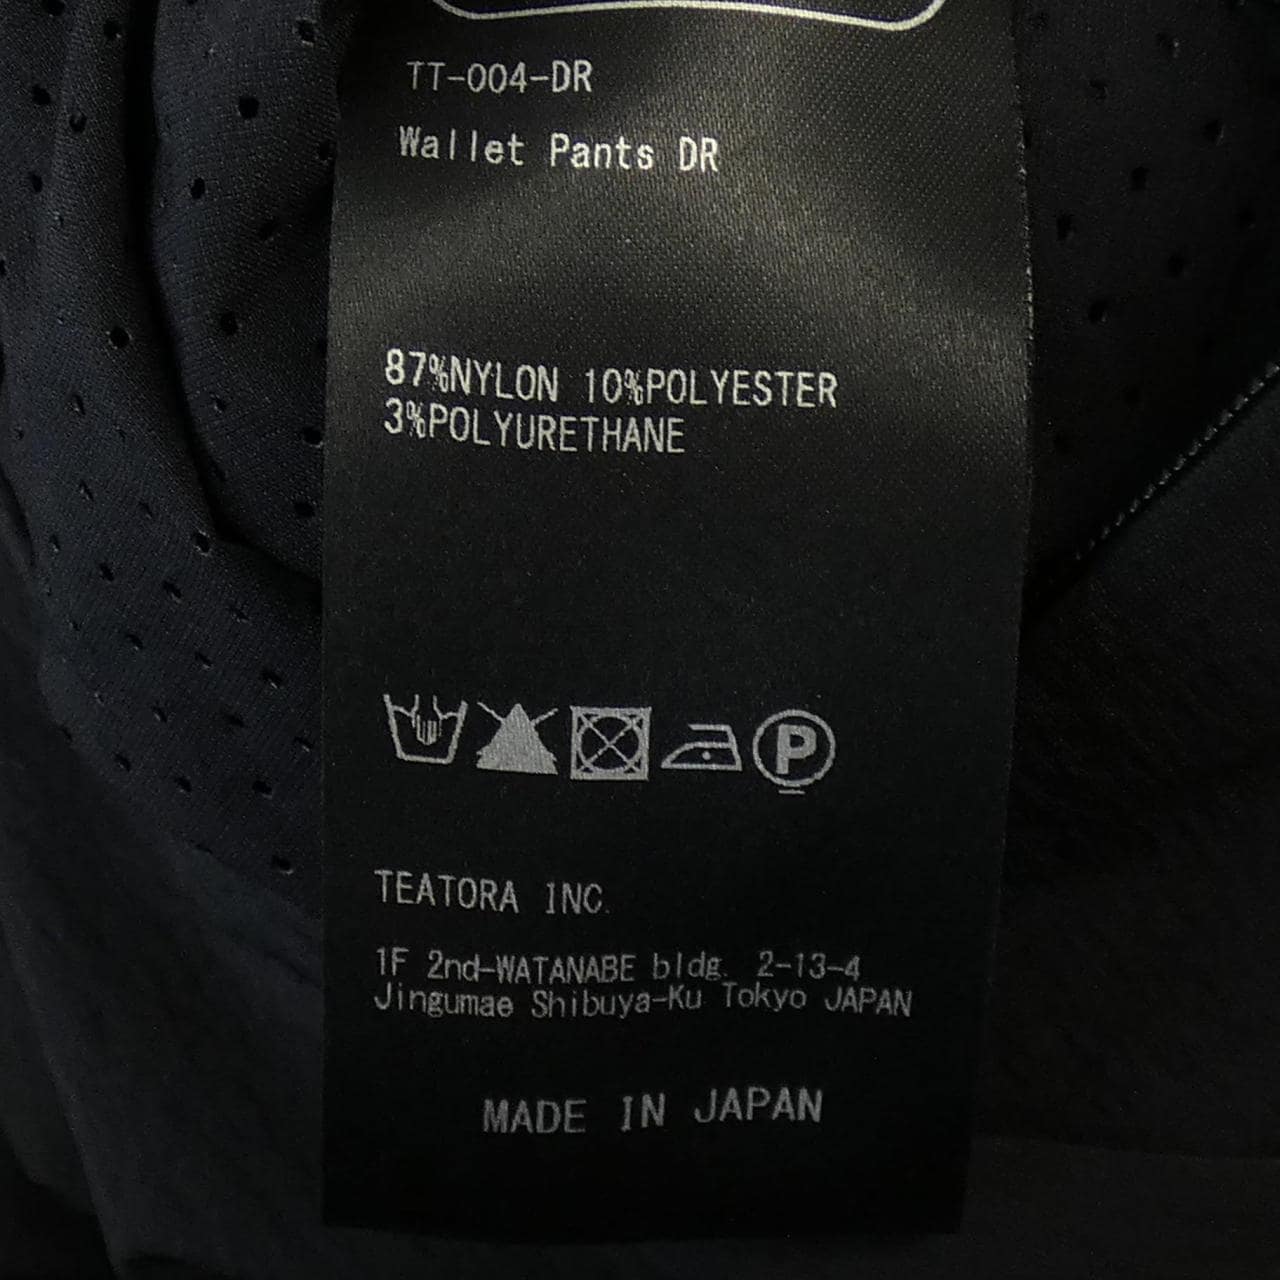 TT-004-DR
Wallet Pants DR
87%NYLON 10%POLYESTER
3%POLYURETHANE
P
TEATORA INC.
1F 2nd-WATANABE bldg. 2-13-4
Jingumae Shibuya-Ku Tokyo JAPAN
MADE IN JAPAN